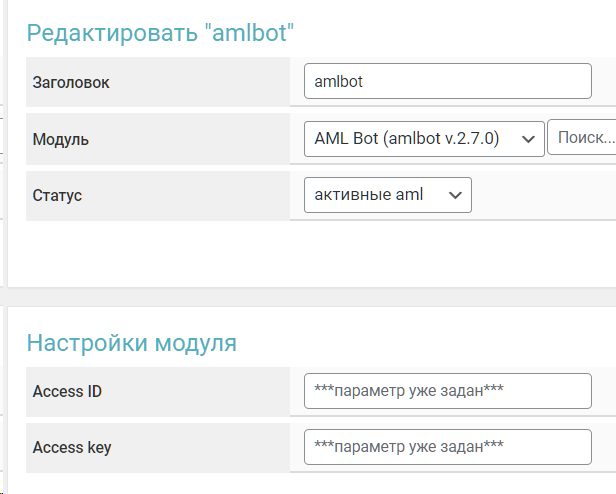 Редактировать "amlbot"
Заголовок amlbot
Модуль AML Bot (amlbot v.2.7.0) Поиск...
Статус активные aml
Настройки модуля
Access ID ***параметр уже задан***
Access key ***параметр уже задан***